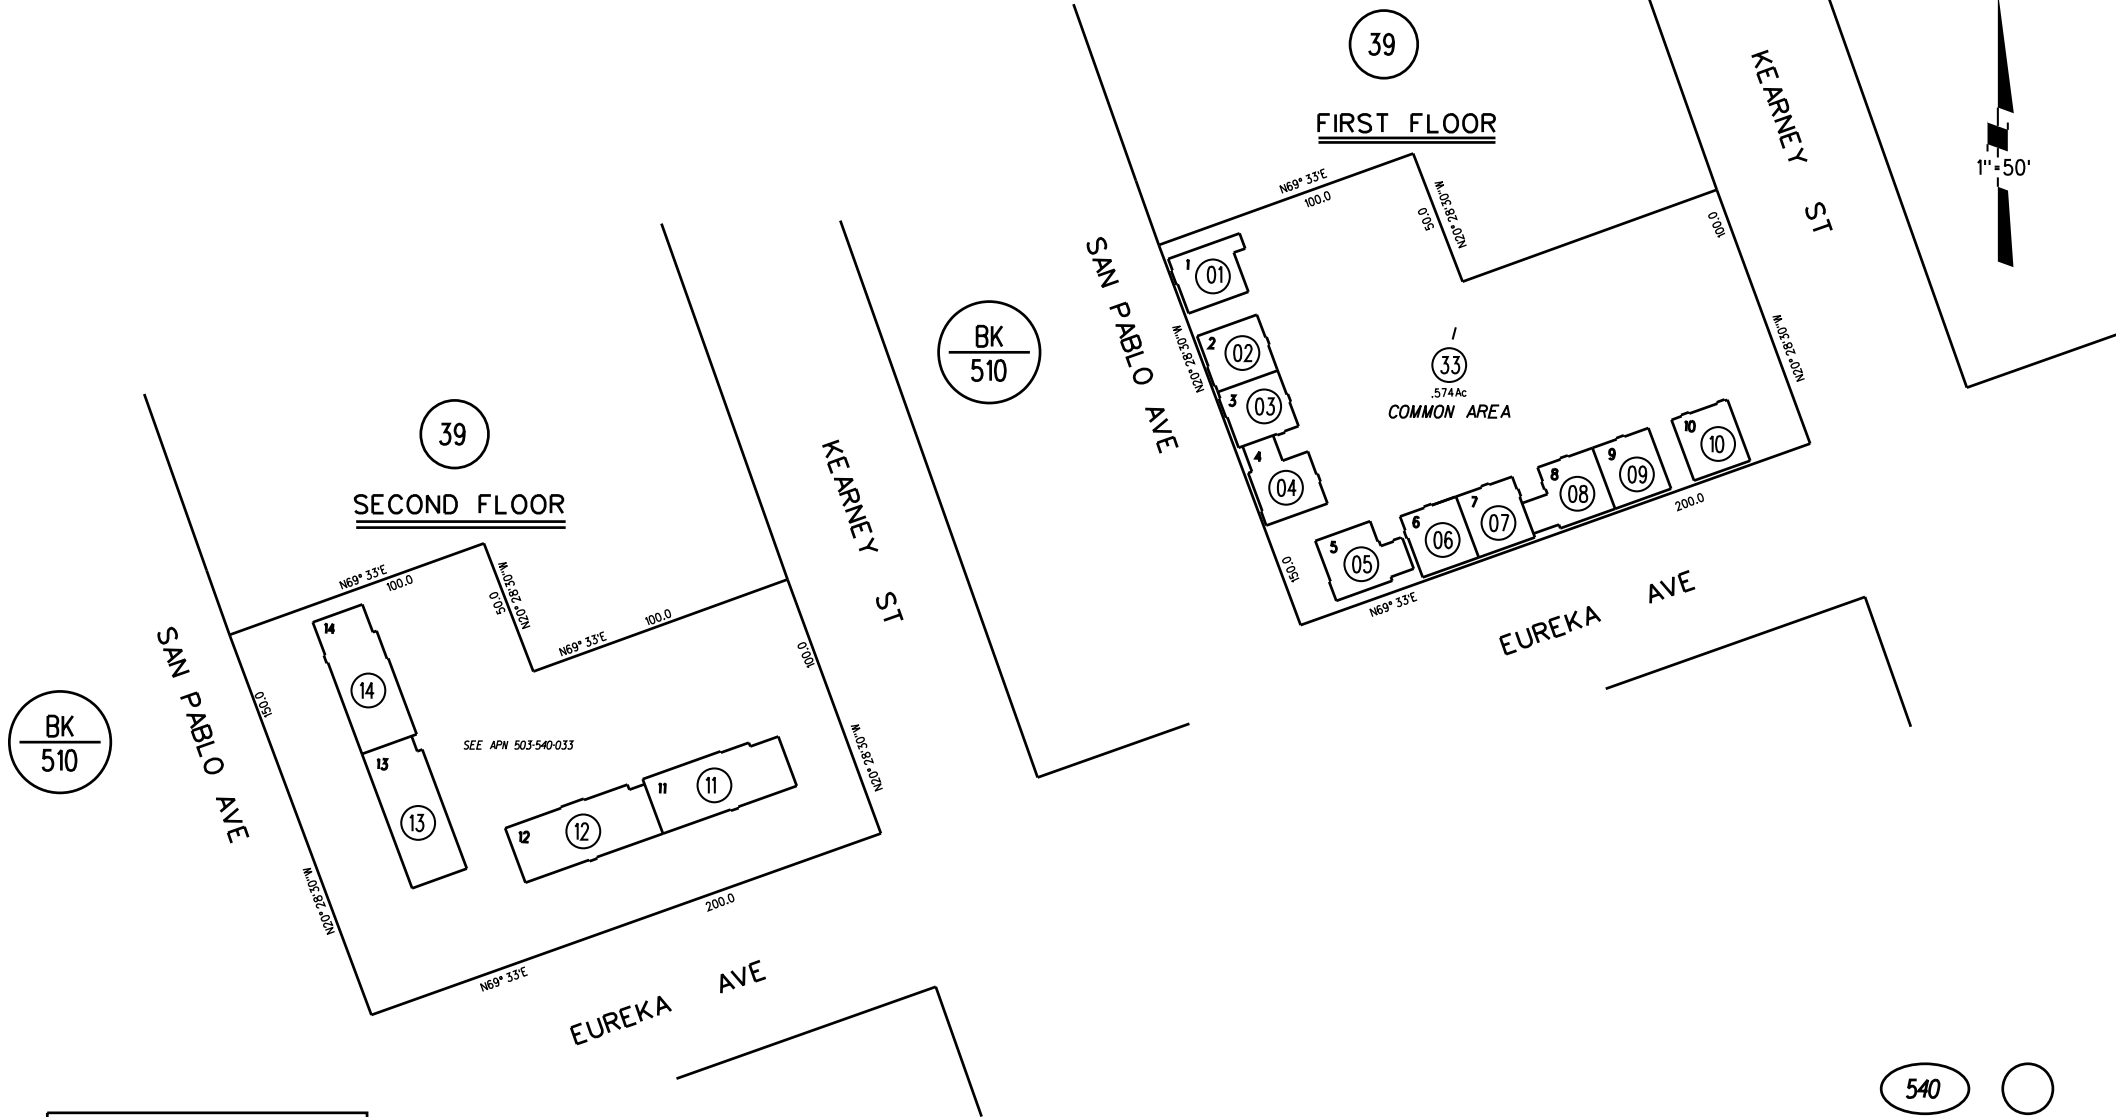 39
FIRST FLOOR
KEARNEY ST
1"=50'
N69° 33'E
100.0
50.0
N20° 28'30"W
100.0
N20° 28'30"W
SAN PABLO AVE
BK
510
N20° 28'30"W
150.0
1
01
2
02
3
03
4
04
5
05
6
06
7
07
8
08
9
09
10
10
1
33
.574Ac
COMMON AREA
200.0
N69° 33'E
EUREKA AVE
39
SECOND FLOOR
KEARNEY ST
N69° 33'E
100.0
50.0
N20° 28'30"W
N69° 33'E
100.0
100.0
N20° 28'30"W
SAN PABLO AVE
BK
510
150.0
N20° 28'30"W
14
14
13
13
SEE APN 503-540-033
12
12
11
11
200.0
N69° 33'E
EUREKA AVE
540